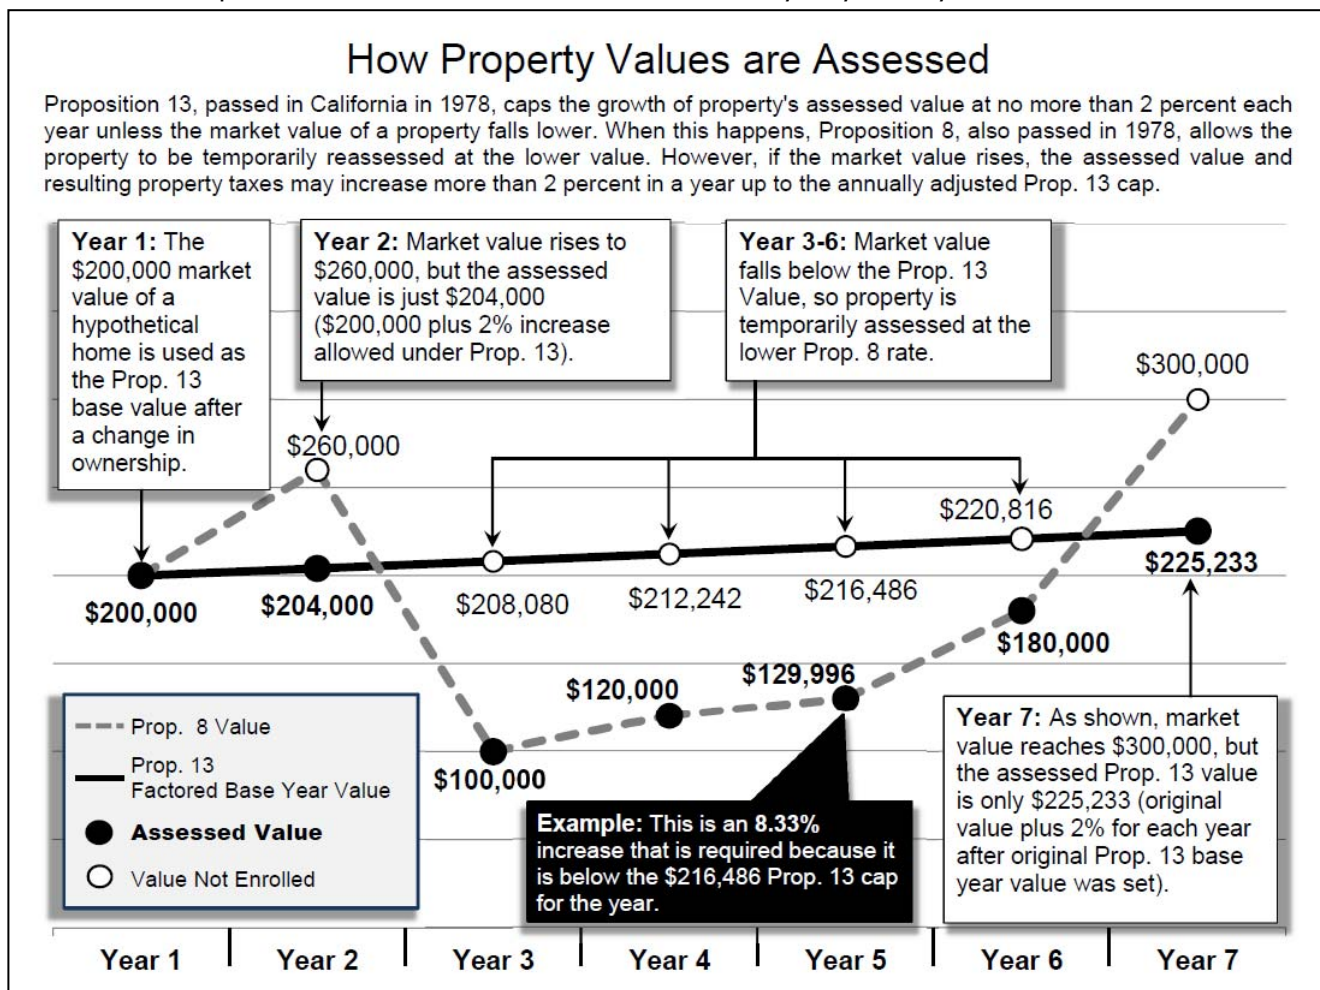 How Property Values are Assessed
Proposition 13, passed in California in 1978, caps the growth of property's assessed value at no more than 2 percent each
year unless the market value of a property falls lower. When this happens, Proposition 8, also passed in 1978, allows the
property to be temporarily reassessed at the lower value. However, if the market value rises, the assessed value and
resulting property taxes may increase more than 2 percent in a year up to the annually adjusted Prop. 13 cap.
Year 1: The
$200,000 market
value of a
hypothetical
home is used as
the Prop. 13
base value after
a change in
ownership.
Year 2: Market value rises to
$260,000, but the assessed
value is just $204,000
($200,000 plus 2% increase
allowed under Prop. 13).
Year 3-6: Market value
falls below the Prop. 13
Value, so property is
temporarily assessed at the
lower Prop. 8 rate.
$300,000
$260,000
$220,816
$200,000
$204,000
$208,080
$212,242
$216,486
$225,233
$180,000
$129,996
$120,000
$100,000
Prop. 8 Value
Prop. 13
Factored Base Year Value
Assessed Value
Value Not Enrolled
Example: This is an 8.33%
increase that is required because it
is below the $216,486 Prop. 13 cap
for the year.
Year 7: As shown, market
value reaches $300,000, but
the assessed Prop. 13 value
is only $225,233 (original
value plus 2% for each year
after original Prop. 13 base
year value was set).
Year 1
Year 2
Year 3
Year 4
Year 5
Year 6
Year 7